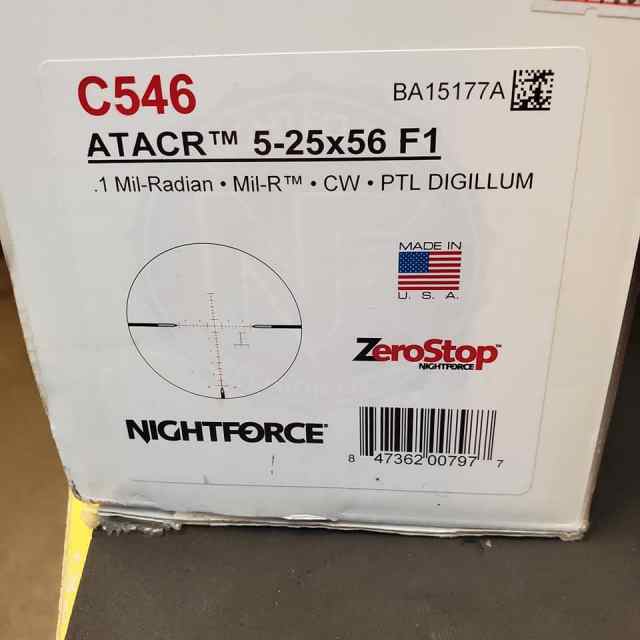 C546
BA15177A
ATACR™ 5-25x56 F1
.1 Mil-Radian • Mil-R™ • CW • PTL DIGILLUM
MADE IN
U. S. A.
ZeroStop™
NIGHTFORCE
NIGHTFORCE®
8 47362 00797 7